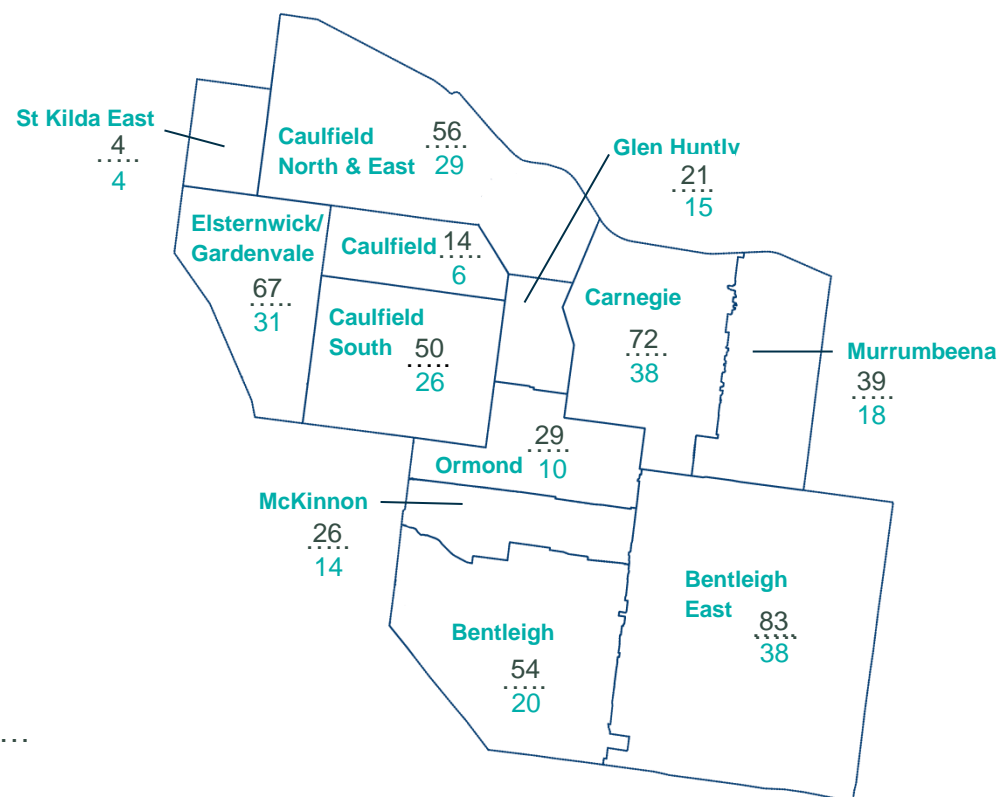 St Kilda East
4
4
Caulfield
North & East
56
29
Glen Huntly
21
15
Elsternwick/
Gardenvale
67
31
Caulfield
14
6
Caulfield
South
50
26
Carnegie
72
38
Murrumbeena
39
18
Ormond
29
10
McKinnon
26
14
Bentleigh
54
20
Bentleigh
East
83
38
...